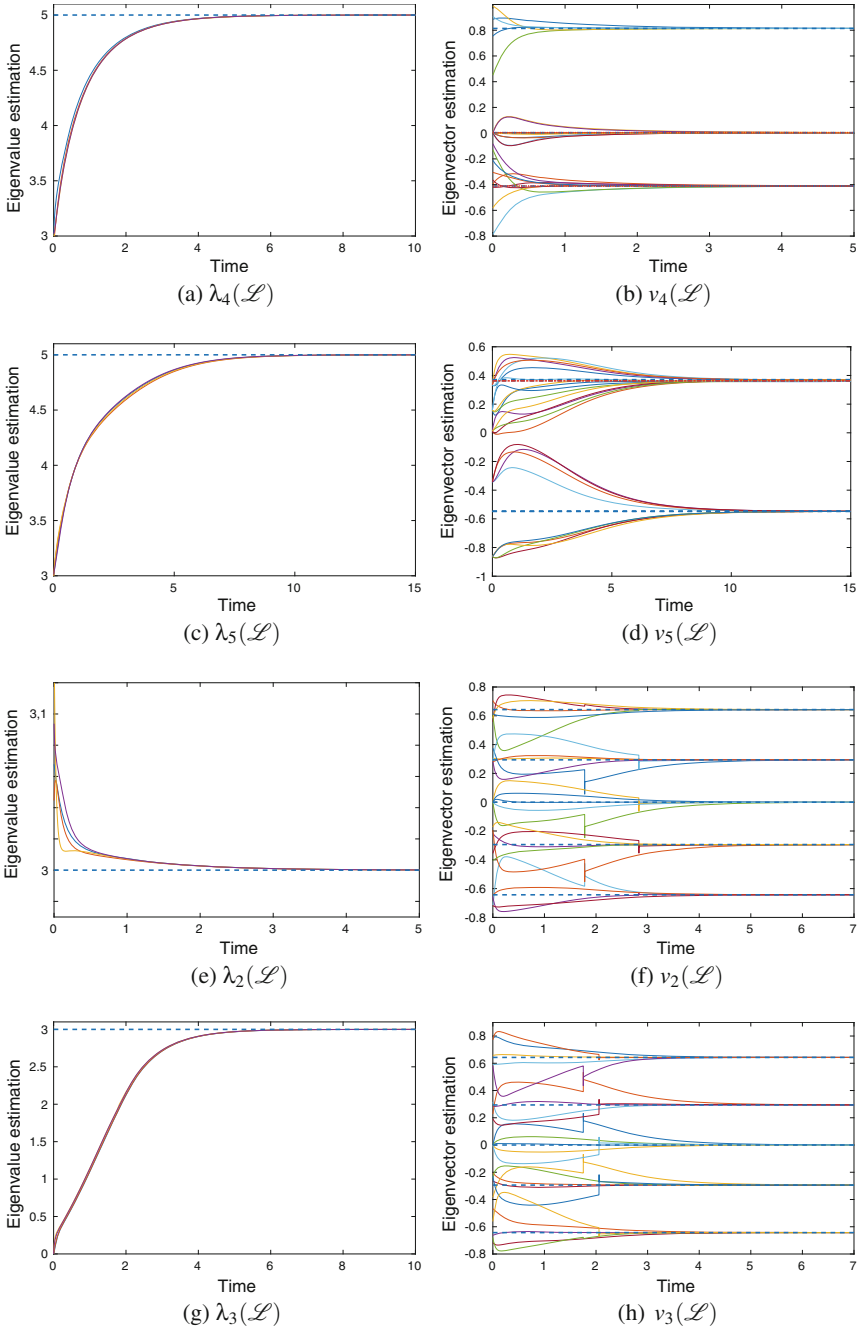 5
4.5
4
3.5
3
Eigenvalue estimation
0 2 4 6 8 10
Time
(a) λ4(ℒ)
0.8
0.6
0.4
0.2
0
-0.2
-0.4
-0.6
-0.8
Eigenvector estimation
0 1 2 3 4 5
Time
(b) v4(ℒ)
5
4.5
4
3.5
3
Eigenvalue estimation
0 5 10 15
Time
(c) λ5(ℒ)
0.6
0.4
0.2
0
-0.2
-0.4
-0.6
-0.8
-1
Eigenvector estimation
0 5 10 15
Time
(d) v5(ℒ)
3,1
3
Eigenvalue estimation
0 1 2 3 4 5
Time
(e) λ2(ℒ)
0.8
0.6
0.4
0.2
0
-0.2
-0.4
-0.6
-0.8
Eigenvector estimation
0 1 2 3 4 5 6 7
Time
(f) v2(ℒ)
3
2.5
2
1.5
1
0.5
0
Eigenvalue estimation
0 2 4 6 8 10
Time
(g) λ3(ℒ)
0.8
0.6
0.4
0.2
0
-0.2
-0.4
-0.6
-0.8
Eigenvector estimation
0 1 2 3 4 5 6 7
Time
(h) v3(ℒ)